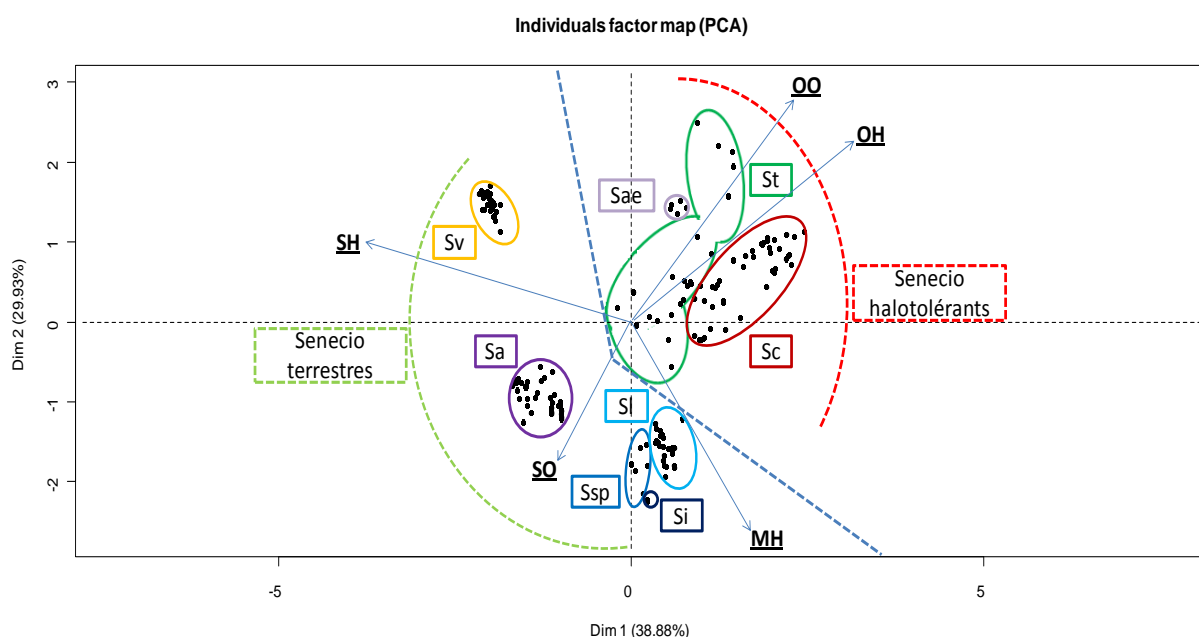 Individuals factor map (PCA)
3
2
1
0
-1
-2
Dim 2 (29.93%)
OO
OH
St
Sae
Sv
SH
Senecio
halotolérants
Senecio
terrestres
Sa
Sc
Sl
SO
Ssp
Si
MH
-5
0
5
Dim 1 (38.88%)